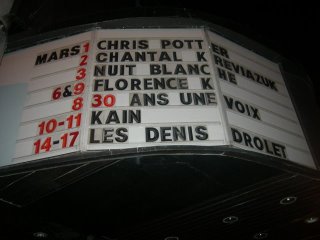 MARS 1 CHRIS POTTER
2 CHANTAL KREVIAZUK
3 NUIT BLANCHE
6&9 FLORENCE K
8 30 ANS UNE VOIX
10-11 KAIN
14-17 LES DENIS DROLET